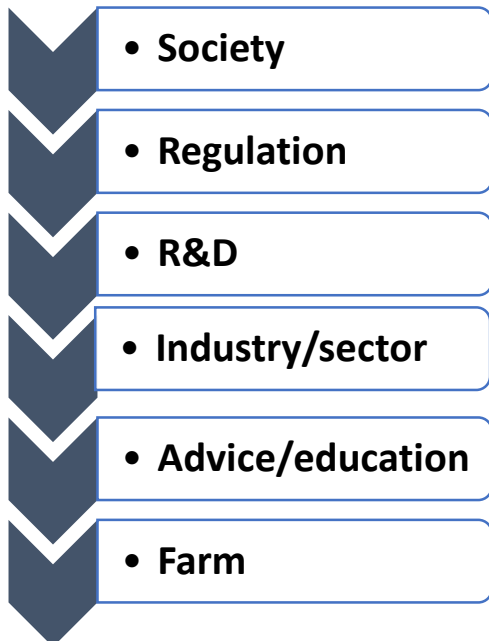 • Society
• Regulation
• R&D
• Industry/sector
• Advice/education
• Farm